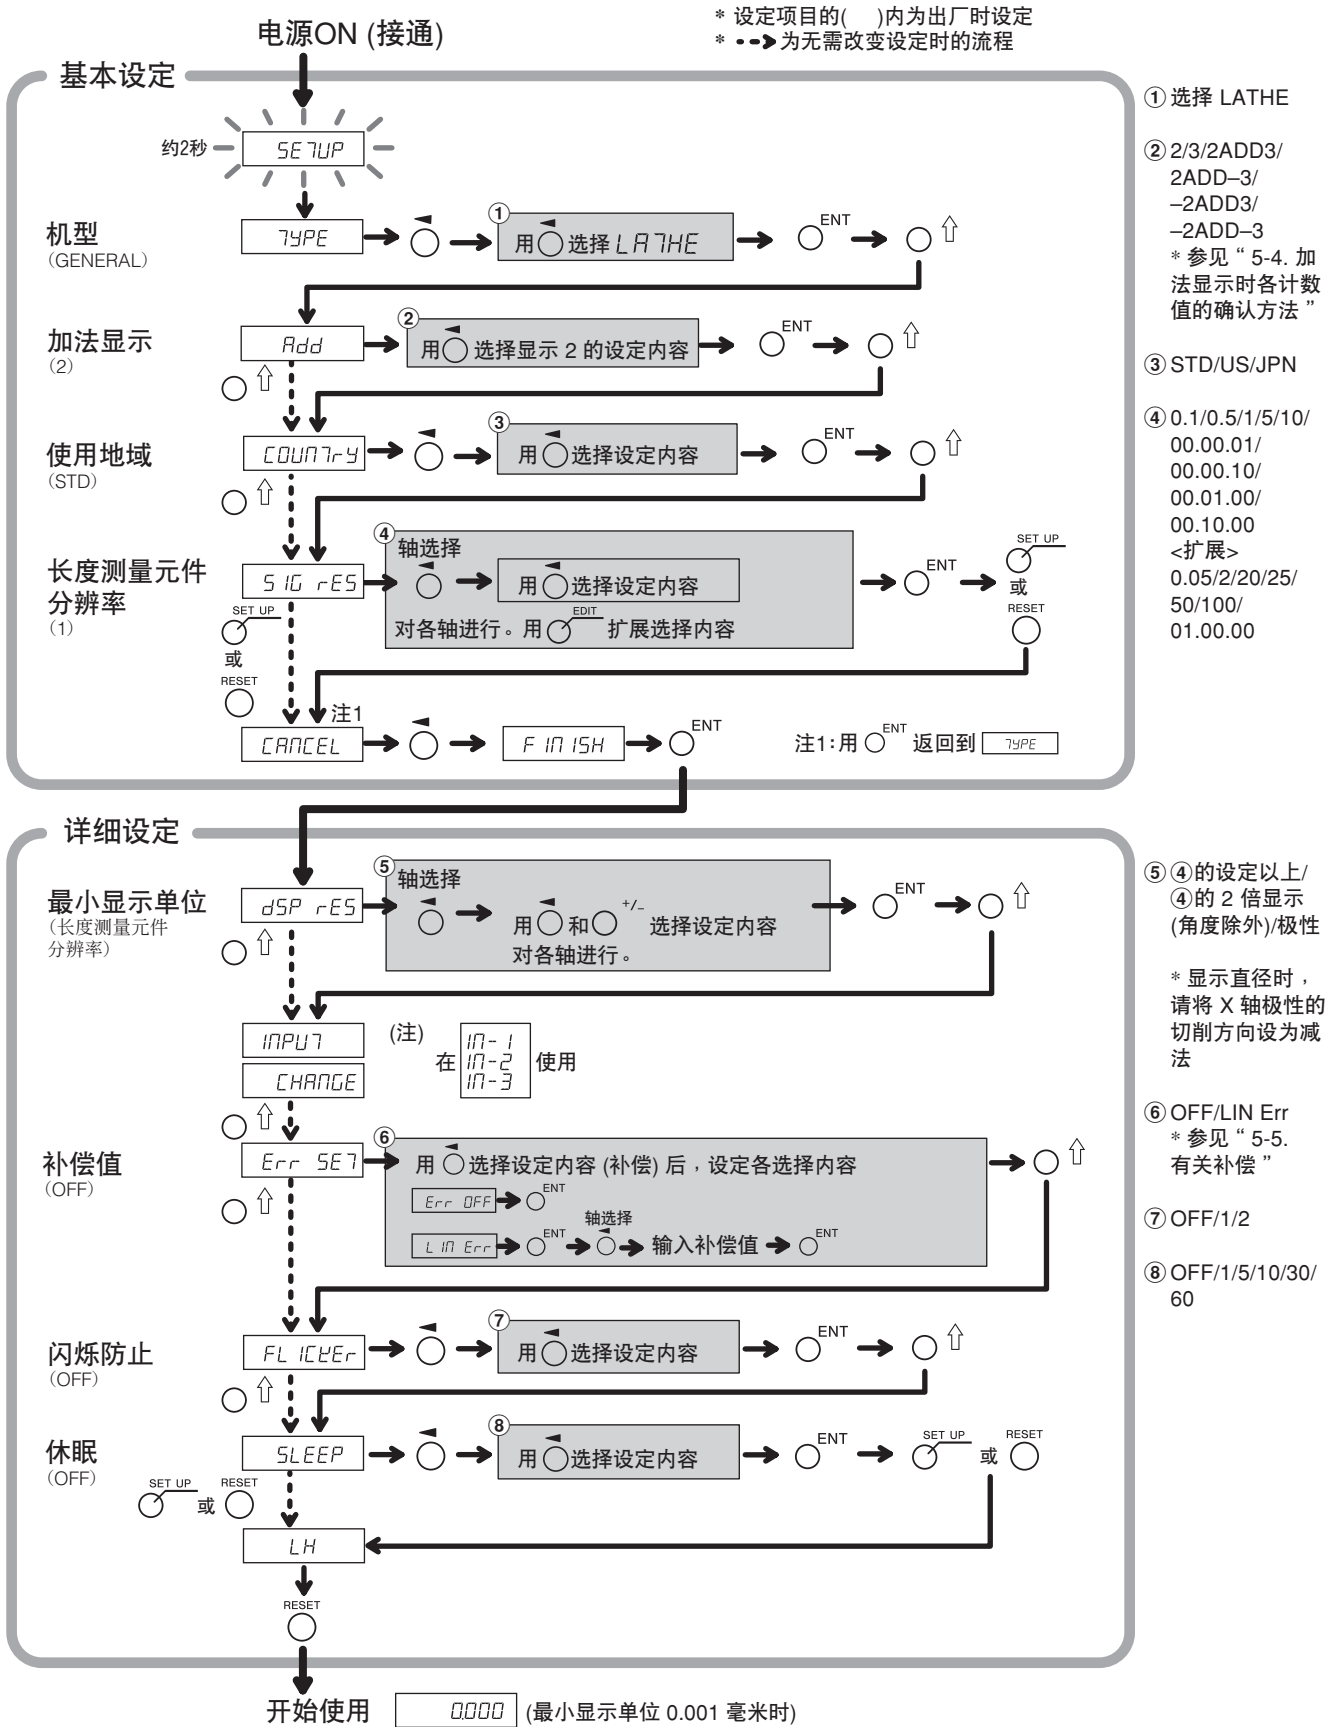 电源ON (接通)
* 设定项目的(　)内为出厂时设定
* 为无需改变设定时的流程
基本设定
约2秒
SETUP
机型
(GENERAL)
TYPE
①
用 选择 LATHE
ENT
加法显示
(2)
Add
②
用 选择显示 2 的设定内容
ENT
使用地域
(STD)
COUNTrY
③
用 选择设定内容
ENT
长度测量元件
分辨率
(1)
SIG rES
④
轴选择
用 选择设定内容
对各轴进行。用 EDIT 扩展选择内容
ENT
SET UP
或
RESET
SET UP
或
RESET
注1
CANCEL
FINISH
ENT
注1:用 ENT 返回到 TYPE
① 选择 LATHE
② 2/3/2ADD3/
2ADD–3/
–2ADD3/
–2ADD–3
* 参见“ 5-4. 加
法显示时各计数
值的确认方法 ”
③ STD/US/JPN
④ 0.1/0.5/1/5/10/
00.00.01/
00.00.10/
00.01.00/
00.10.00
<扩展>
0.05/2/20/25/
50/100/
01.00.00
详细设定
最小显示单位
(长度测量元件
分辨率)
dSP rES
⑤
轴选择
用 和 +/- 选择设定内容
对各轴进行。
ENT
INPUT
CHANGE
(注)
在
IN-1
IN-2
IN-3
使用
补偿值
(OFF)
Err SET
⑥
用 选择设定内容 (补偿) 后，设定各选择内容
Err OFF
ENT
LIN Err
ENT
轴选择
输入补偿值
ENT
闪烁防止
(OFF)
FLICKEr
⑦
用 选择设定内容
ENT
休眠
(OFF)
SLEEP
⑧
用 选择设定内容
ENT
SET UP 或 RESET
SET UP 或 RESET
LH
RESET
开始使用
0.000
(最小显示单位 0.001 毫米时)
⑤ ④的设定以上/
④的 2 倍显示
(角度除外)/极性
* 显示直径时，
请将 X 轴极性的
切削方向设为减
法
⑥ OFF/LIN Err
* 参见“ 5-5.
有关补偿 ”
⑦ OFF/1/2
⑧ OFF/1/5/10/30/
60